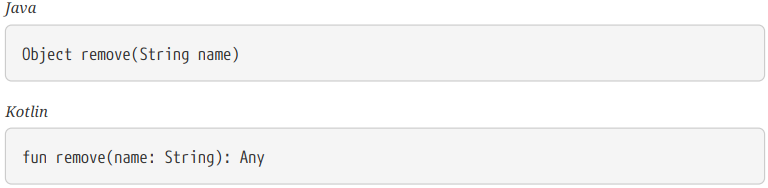 Java
Object remove(String name)
Kotlin
fun remove(name: String): Any